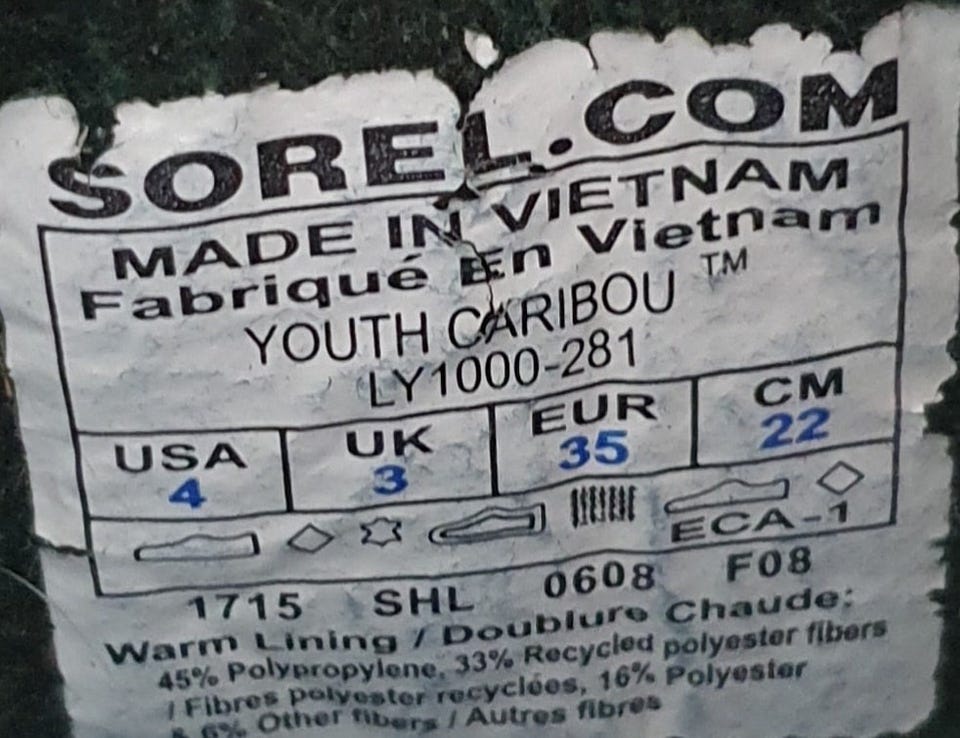 SOREL.COM
MADE IN VIETNAM
Fabriqué En Vietnam
YOUTH CARIBOU ™
LY1000-281
USA UK EUR CM
4 3 35 22
ECA-1
1715 SHL 0608 F08
Warm Lining / Doublure Chaude:
45% Polypropylene, 33% Recycled polyester fibers
/ Fibres polyester recyclées, 16% Polyester
& 6% Other fibers / Autres fibres